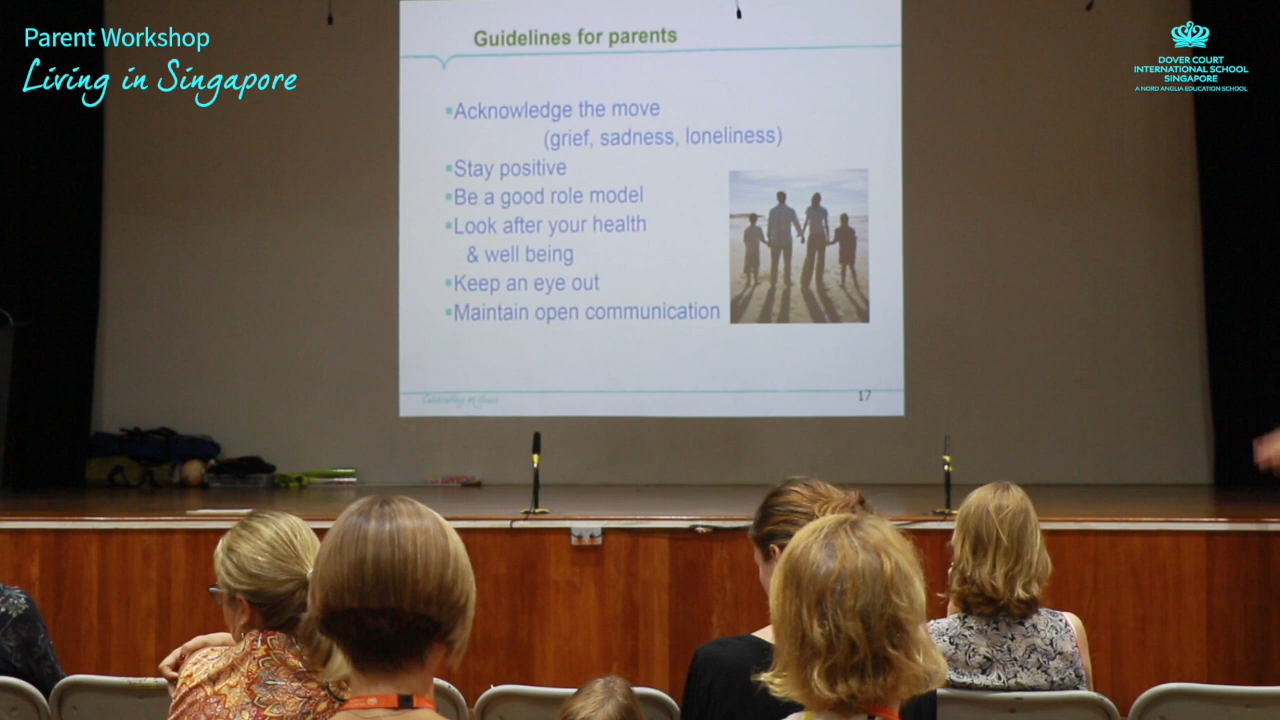 Parent Workshop
Living in Singapore
DOVER COURT
INTERNATIONAL SCHOOL
SINGAPORE
A NORD ANGLIA EDUCATION SCHOOL
Guidelines for parents
▪Acknowledge the move
(grief, sadness, loneliness)
▪Stay positive
▪Be a good role model
▪Look after your health
& well being
▪Keep an eye out
▪Maintain open communication
17